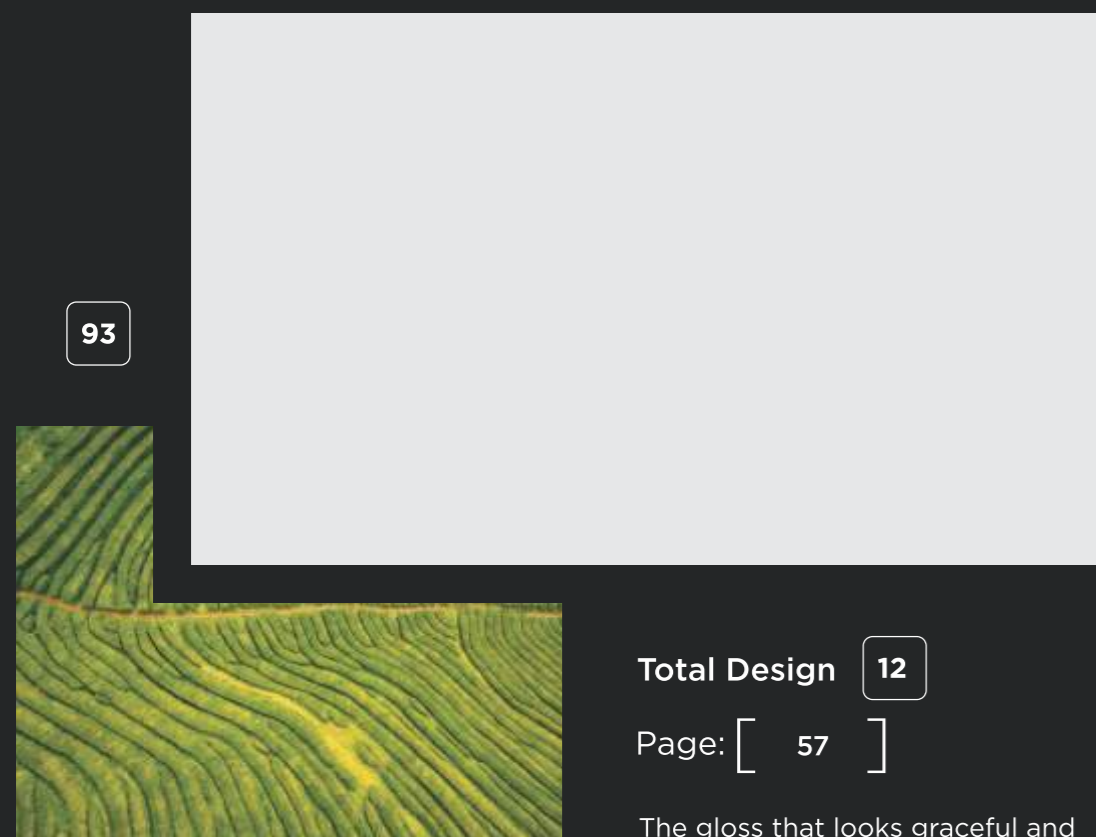 93
Total Design 12
Page: [ 57 ]
The gloss that looks graceful and